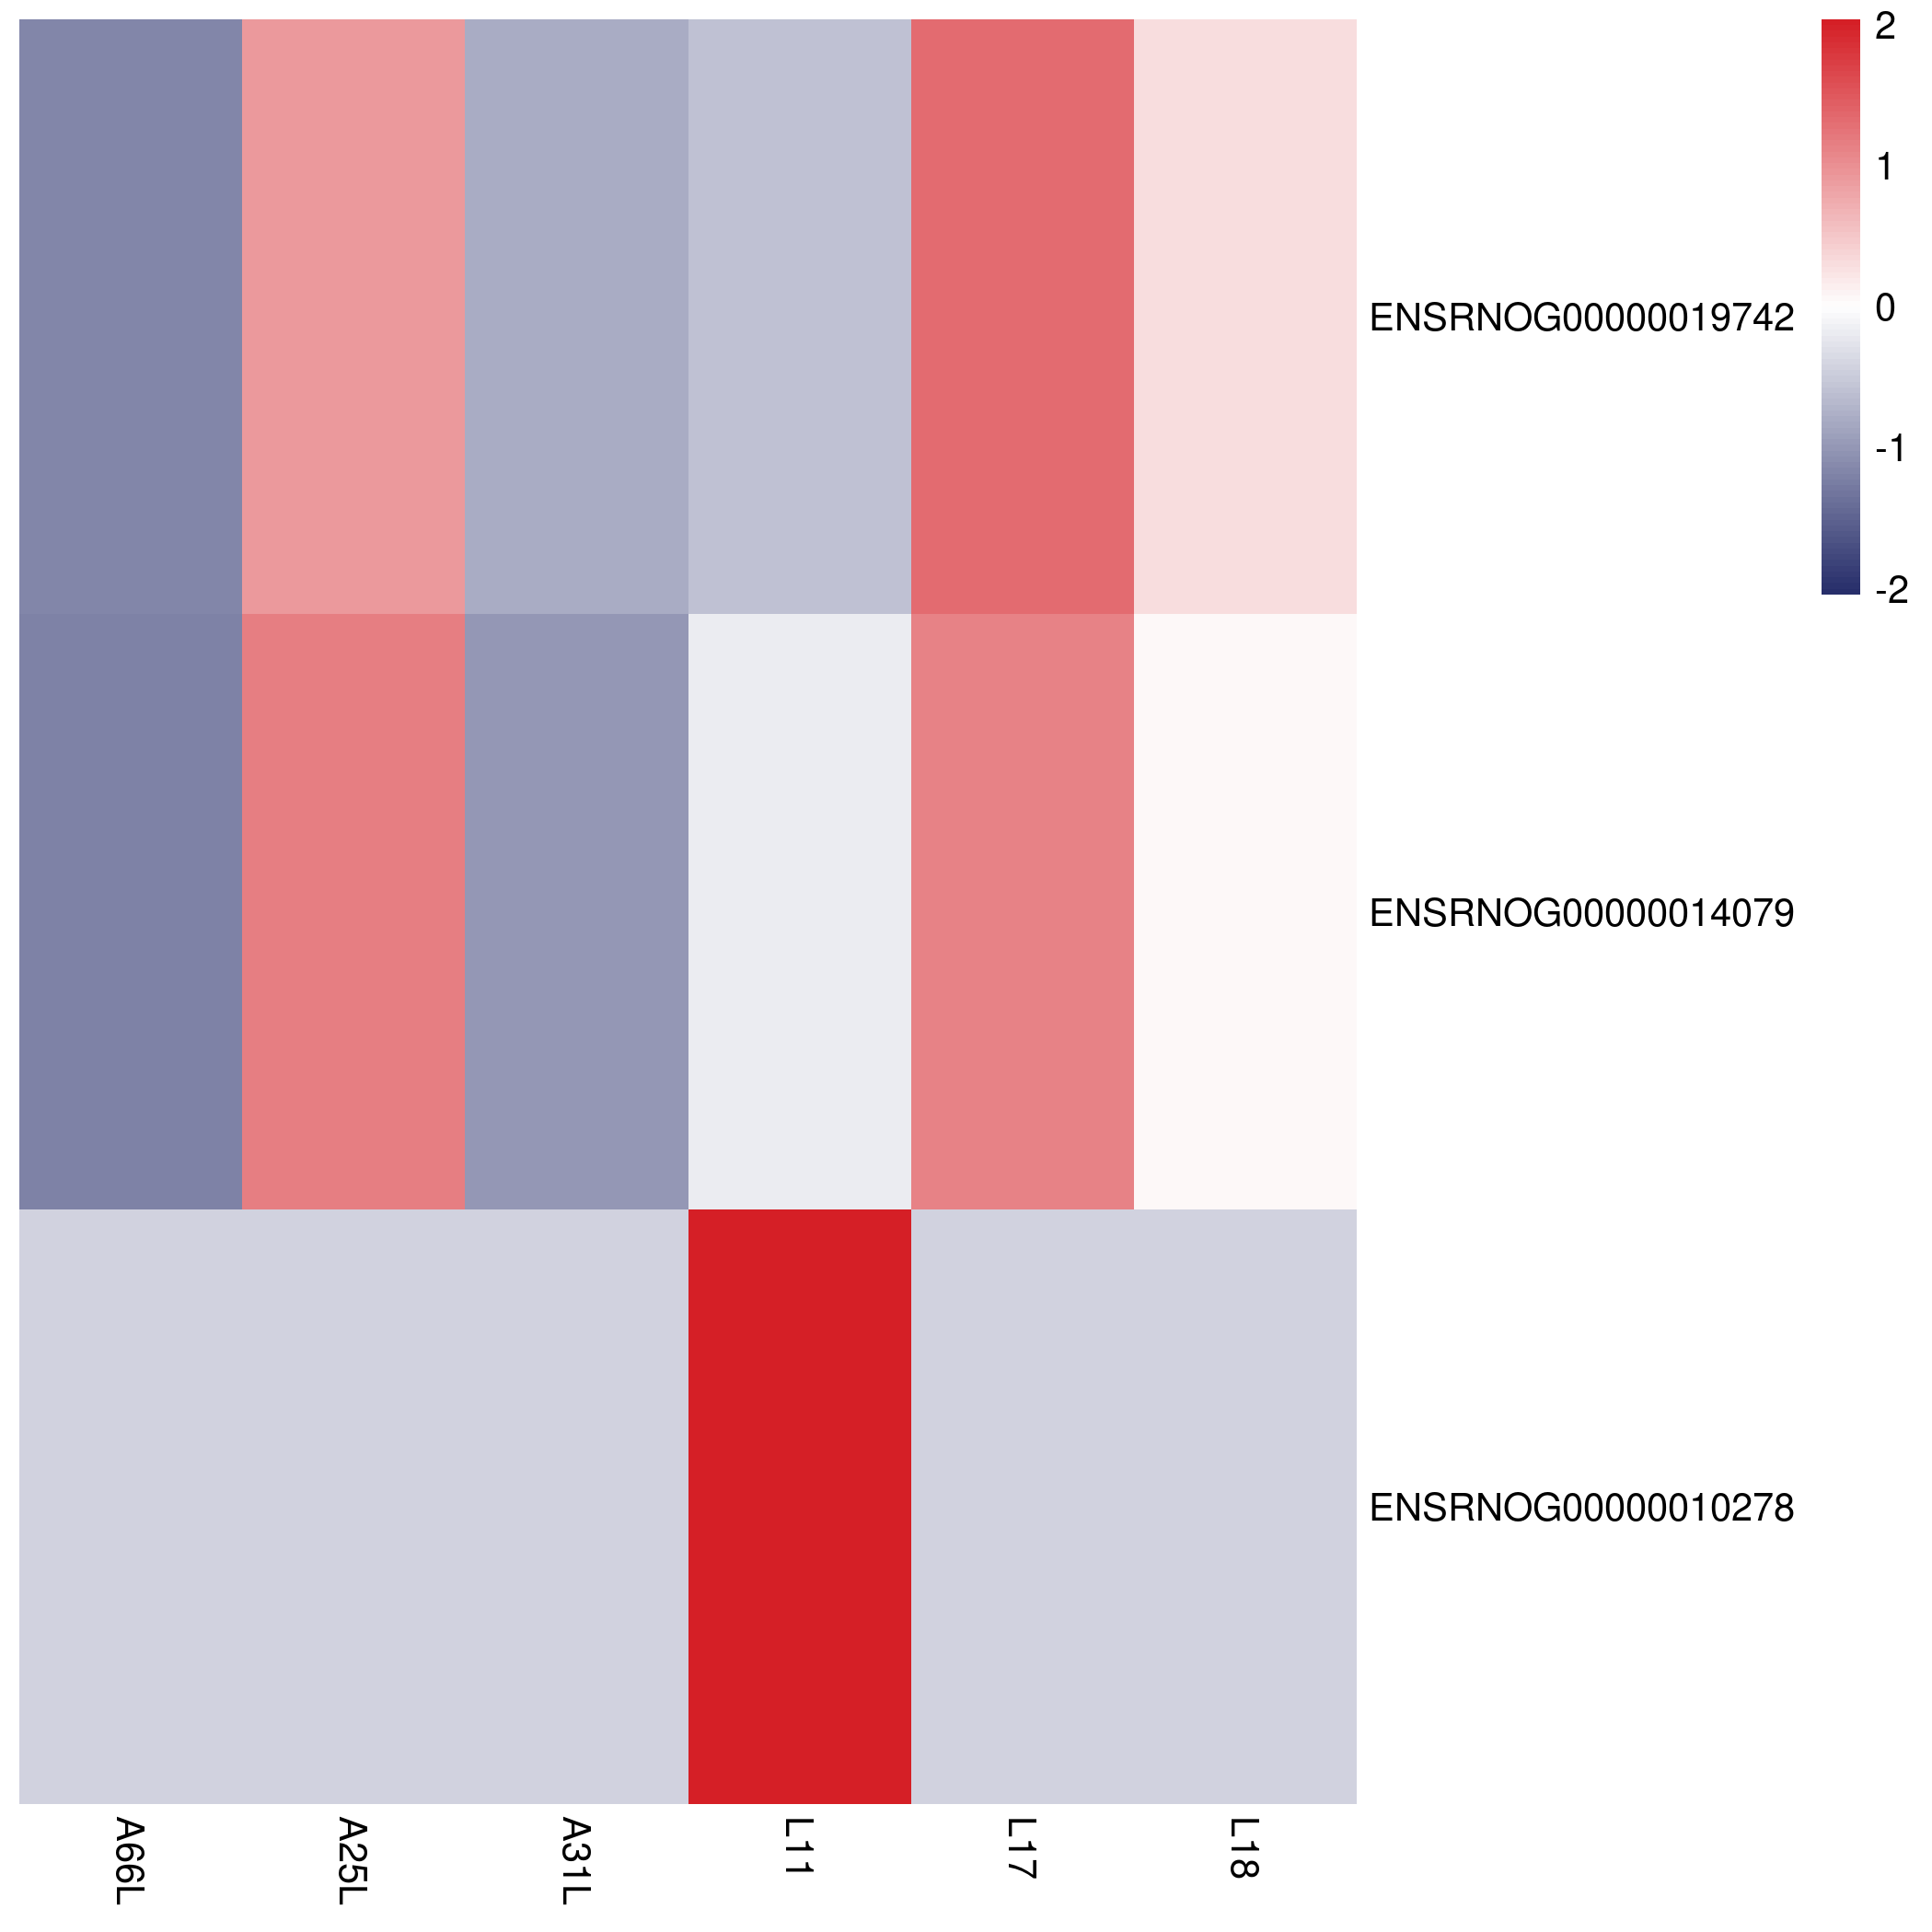 2
1
0
-1
-2
ENSRNOG00000019742
ENSRNOG00000014079
ENSRNOG00000010278
A66L
A25L
A31L
L11
L17
L18